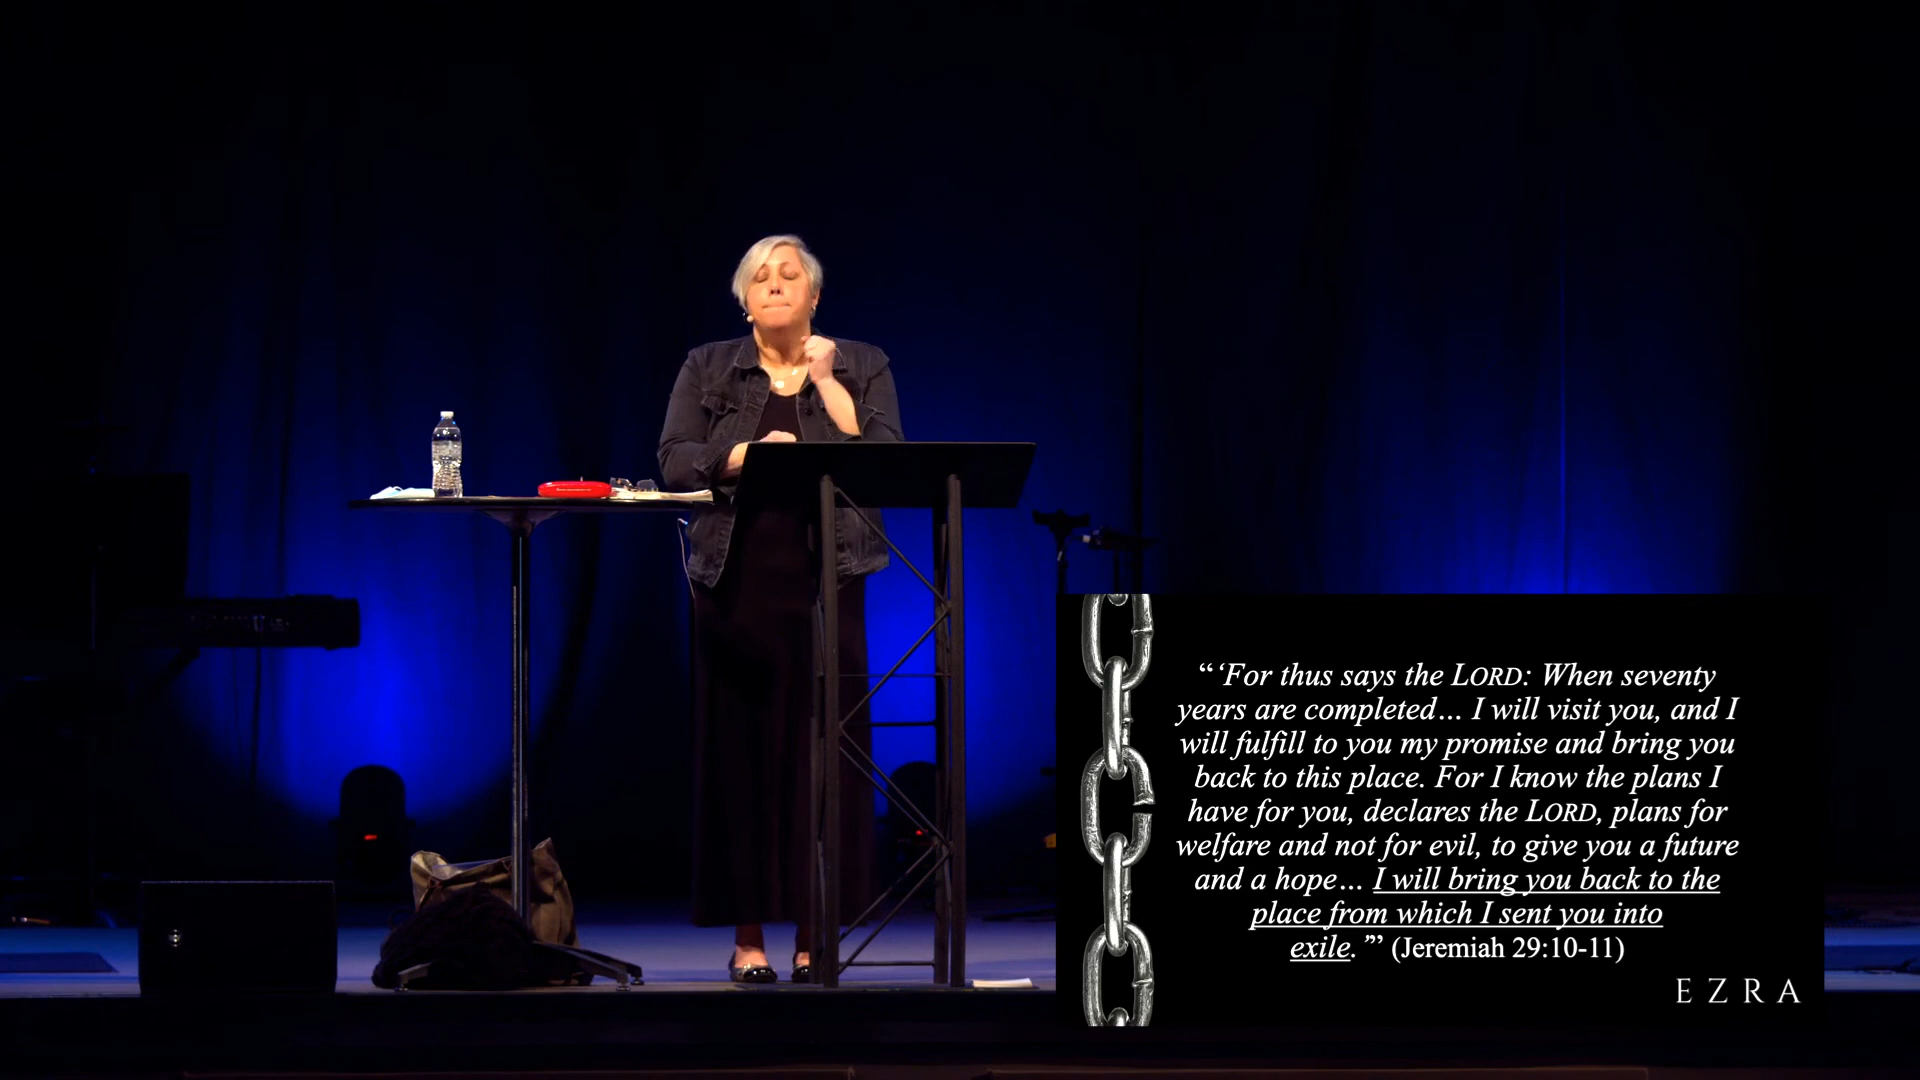 “‘For thus says the LORD: When seventy
years are completed… I will visit you, and I
will fulfill to you my promise and bring you
back to this place. For I know the plans I
have for you, declares the LORD, plans for
welfare and not for evil, to give you a future
and a hope… I will bring you back to the
place from which I sent you into
exile.’” (Jeremiah 29:10-11)
EZRA